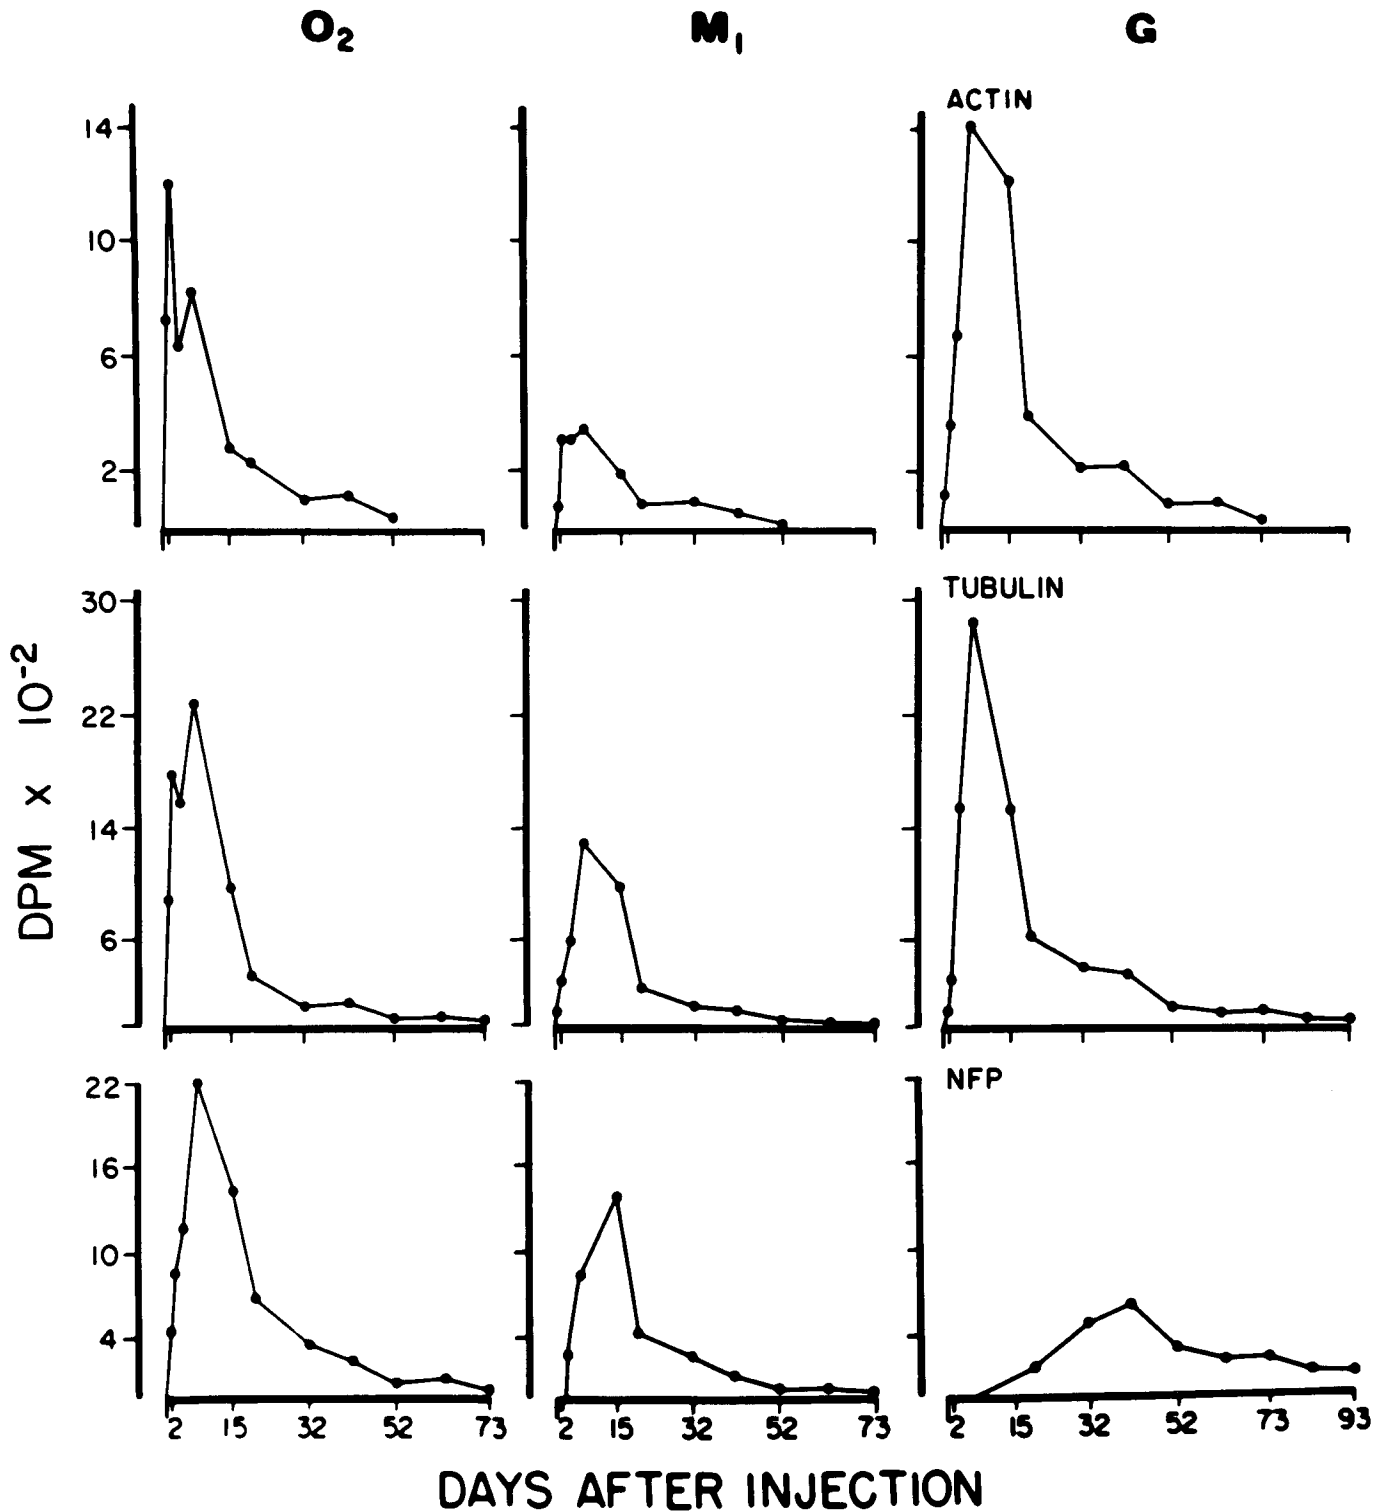 O₂ M₁ G
ACTIN
14
10
6
2
TUBULIN
30
22
14
6
DPM x 10⁻²
NFP
22
16
10
4
2 15 32 52 73 2 15 32 52 73 2 15 32 52 73 93
DAYS AFTER INJECTION